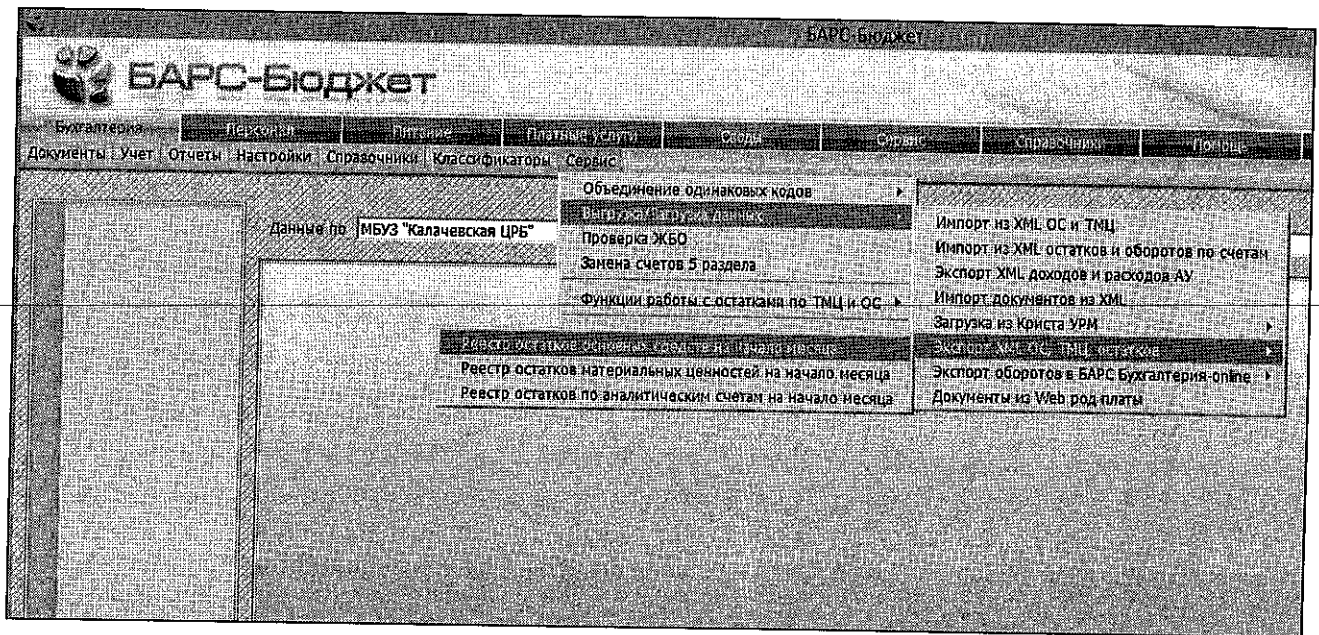 БАРС-Бюджет
БАРС-Бюджет
Бухгалтерия Персонал Питание Платные услуги Своды Сервис Справочники Помощь
Документы Учет Отчеты Настройки Справочники Классификаторы Сервис
Объединение одинаковых кодов
Выгрузка/Загрузка данных
Проверка ЖБО
Замена счетов 5 раздела
Функции работы с остатками по ТМЦ и ОС
Данные по МБУЗ "Калачевская ЦРБ"
Импорт из XML ОС и ТМЦ
Импорт из XML остатков и оборотов по счетам
Экспорт XML доходов и расходов АУ
Импорт документов из XML
Загрузка из Криста УРМ
Экспорт XML ОС, ТМЦ, остатков
Экспорт оборотов в БАРС Бухгалтерия-online
Документы из Web род платы
Реестр остатков основных средств на начало месяца
Реестр остатков материальных ценностей на начало месяца
Реестр остатков по аналитическим счетам на начало месяца